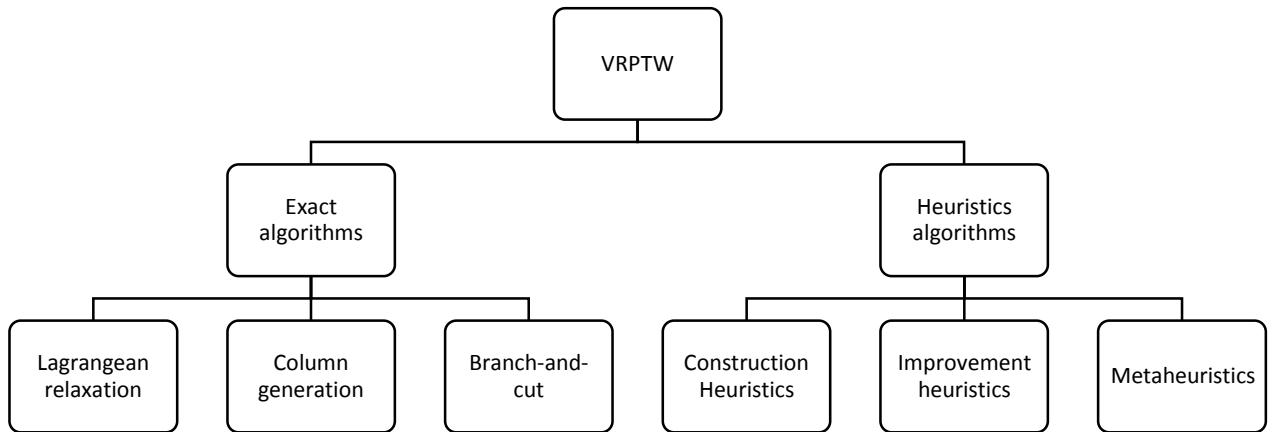 VRPTW
Exact
algorithms
Heuristics
algorithms
Lagrangean
relaxation
Column
generation
Branch-and-
cut
Construction
Heuristics
Improvement
heuristics
Metaheuristics